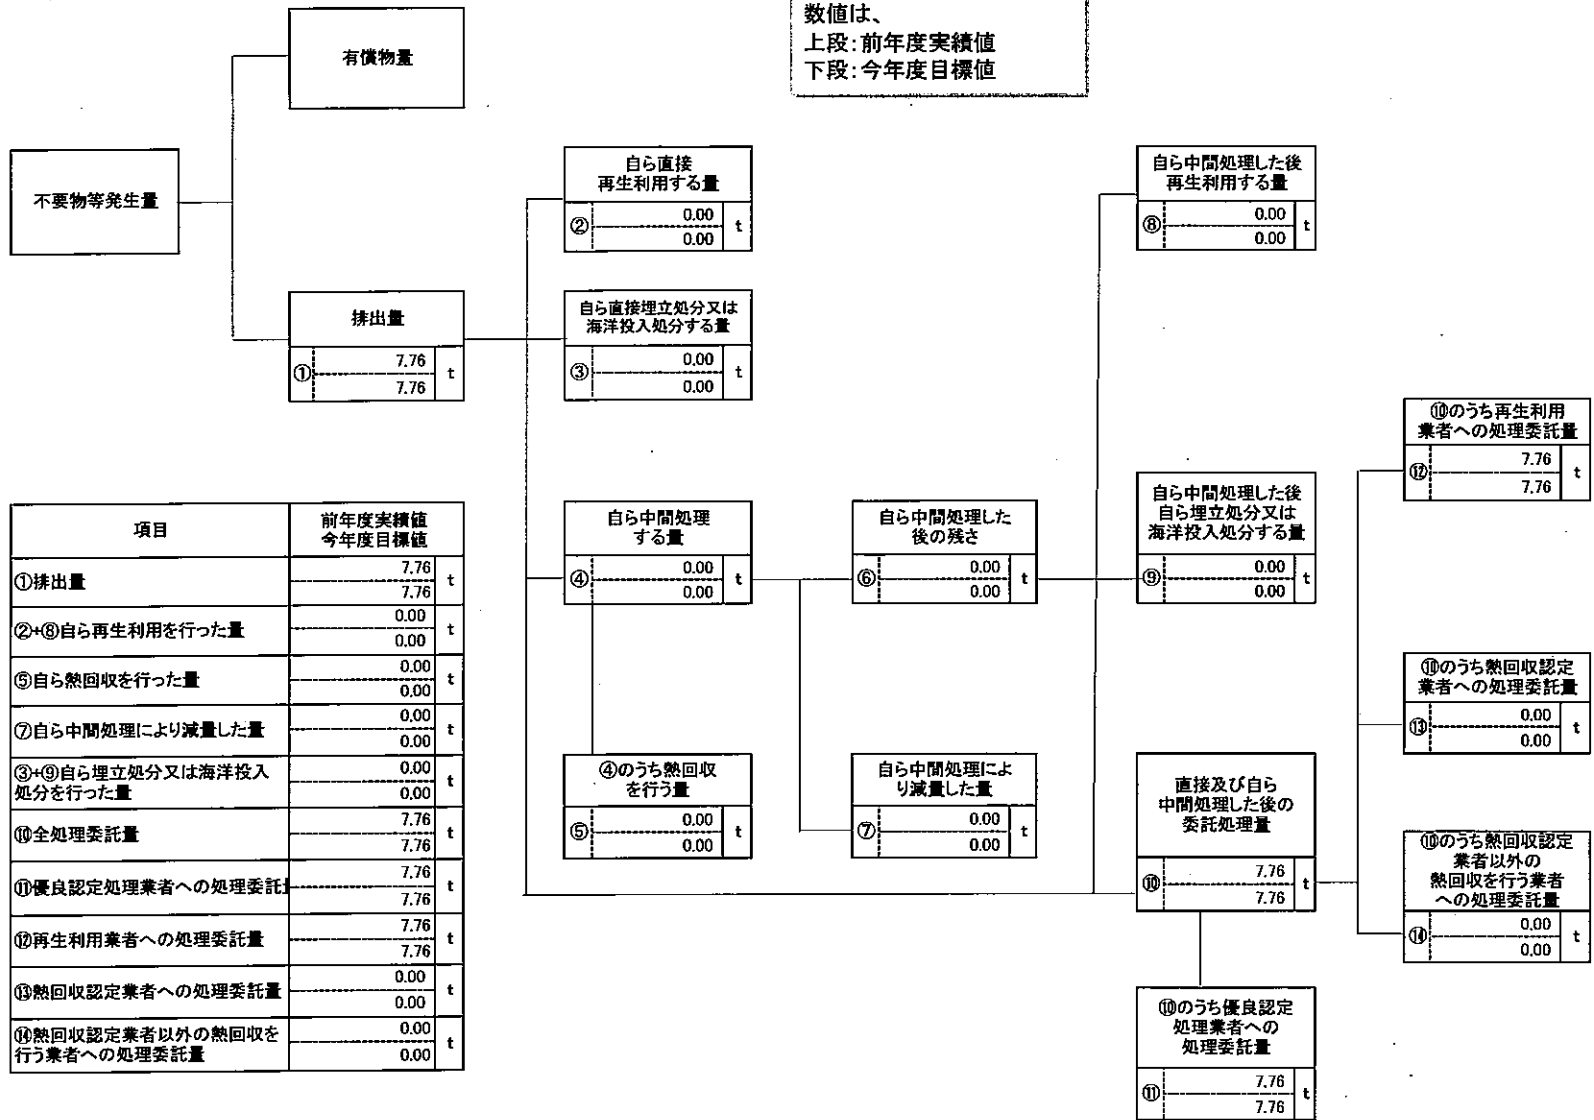 数値は、
上段:前年度実績値
下段:今年度目標値
有償物量
不要物等発生量
排出量
① 7.76 t
7.76
自ら直接
再生利用する量
② 0.00 t
0.00
自ら直接埋立処分又は
海洋投入処分する量
③ 0.00 t
0.00
自ら中間処理した後
再生利用する量
⑧ 0.00 t
0.00
⑩のうち再生利用
業者への処理委託量
⑫ 7.76 t
7.76
自ら中間処理
する量
④ 0.00 t
0.00
自ら中間処理した
後の残さ
⑥ 0.00 t
0.00
自ら中間処理した後
自ら埋立処分又は
海洋投入処分する量
⑨ 0.00 t
0.00
⑩のうち熱回収認定
業者への処理委託量
⑬ 0.00 t
0.00
④のうち熱回収
を行う量
⑤ 0.00 t
0.00
自ら中間処理によ
り減量した量
⑦ 0.00 t
0.00
直接及び自ら
中間処理した後の
委託処理量
⑩ 7.76 t
7.76
⑩のうち熱回収認定
業者以外の
熱回収を行う業者
への処理委託量
⑭ 0.00 t
0.00
⑩のうち優良認定
処理業者への
処理委託量
⑪ 7.76 t
7.76
項目 前年度実績値
今年度目標値
①排出量 7.76 t
7.76
②+⑧自ら再生利用を行った量 0.00 t
0.00
⑤自ら熱回収を行った量 0.00 t
0.00
⑦自ら中間処理により減量した量 0.00 t
0.00
③+⑨自ら埋立処分又は海洋投入 0.00 t
処分を行った量 0.00
⑩全処理委託量 7.76 t
7.76
⑪優良認定処理業者への処理委託 7.76 t
7.76
⑫再生利用業者への処理委託量 7.76 t
7.76
⑬熱回収認定業者への処理委託量 0.00 t
0.00
⑭熱回収認定業者以外の熱回収を 0.00 t
行う業者への処理委託量 0.00